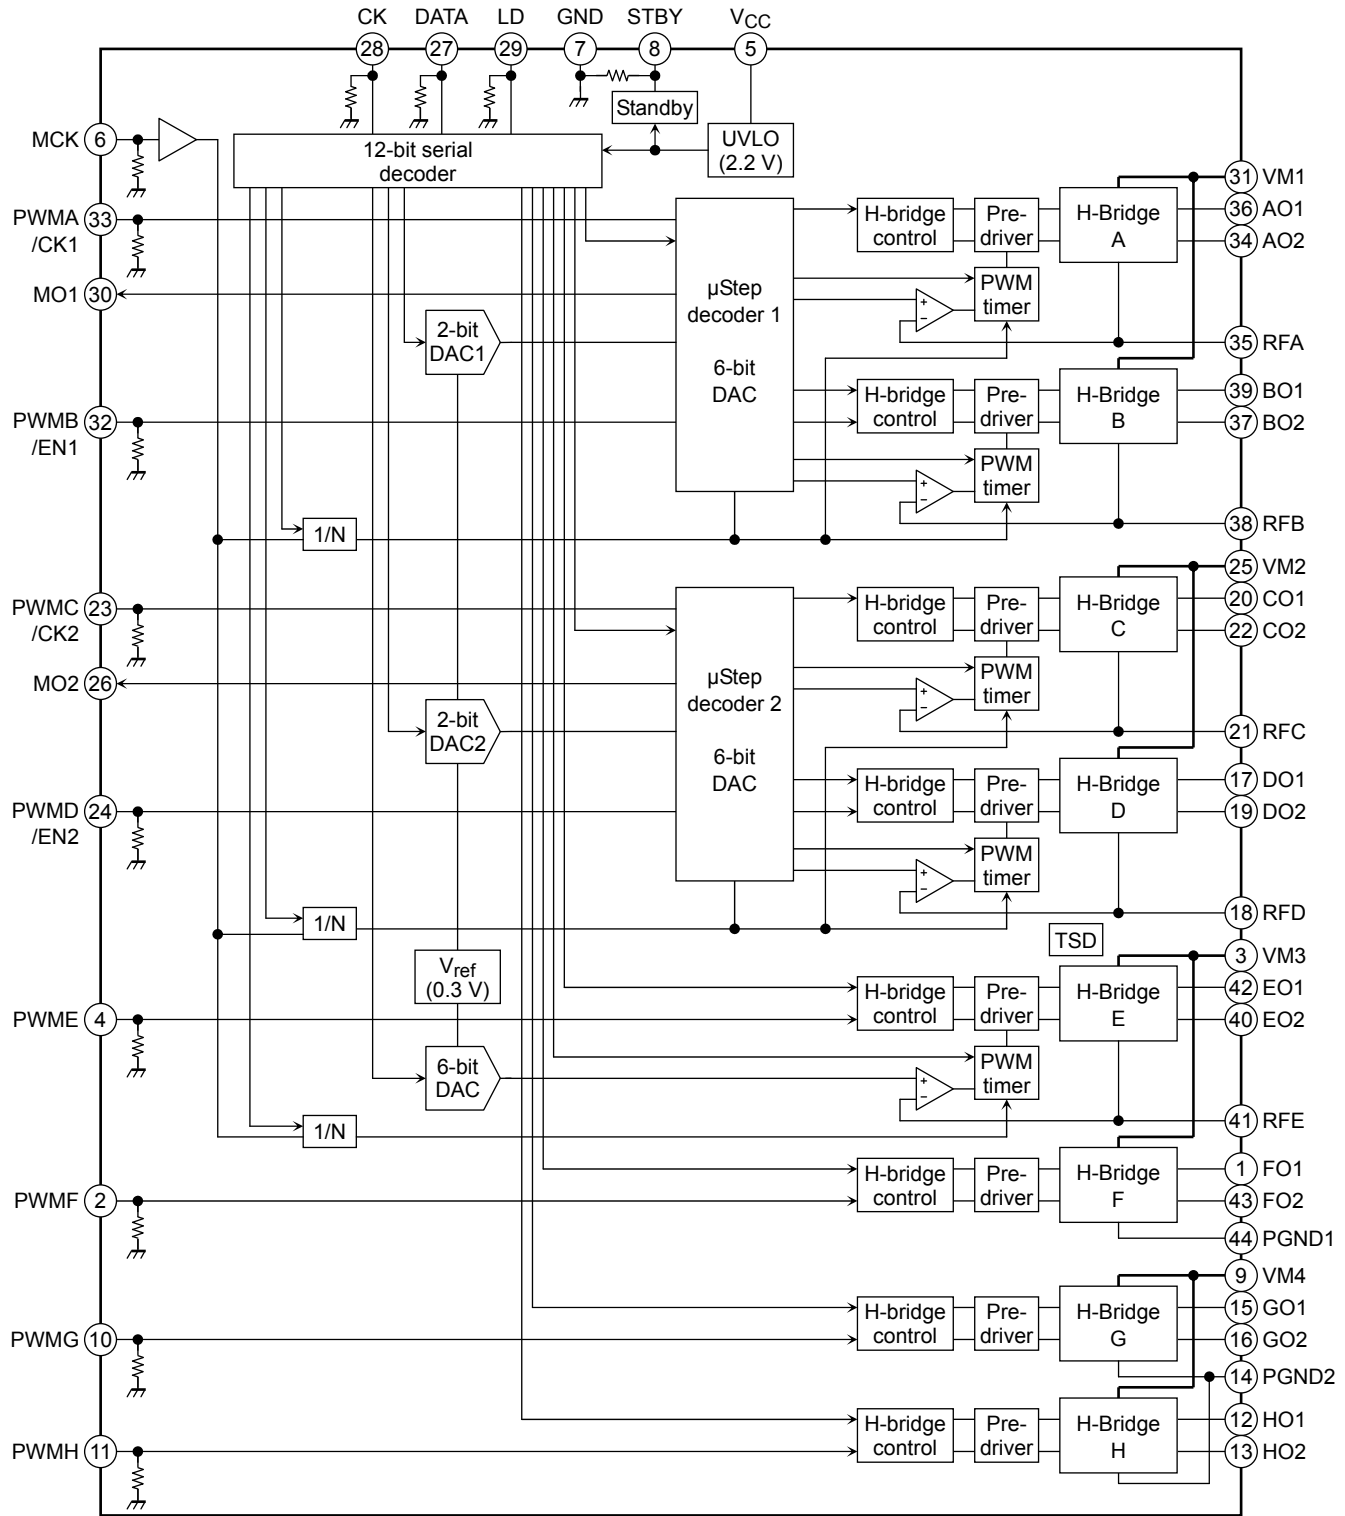 CK DATA LD GND STBY VCC
28 27 29 7 8 5
Standby
MCK 6
12-bit serial
decoder
UVLO
(2.2 V)
31 VM1
PWMA
/CK1
33
H-bridge
control
Pre-
driver
H-Bridge
A
36 AO1
34 AO2
MO1 30
µStep
decoder 1
6-bit
DAC
+
−
PWM
timer
2-bit
DAC1
35 RFA
PWMB
/EN1
32
H-bridge
control
Pre-
driver
H-Bridge
B
39 BO1
37 BO2
+
−
PWM
timer
1/N
38 RFB
25 VM2
PWMC
/CK2
23
H-bridge
control
Pre-
driver
H-Bridge
C
20 CO1
22 CO2
MO2 26
µStep
decoder 2
6-bit
DAC
+
−
PWM
timer
2-bit
DAC2
21 RFC
PWMD
/EN2
24
H-bridge
control
Pre-
driver
H-Bridge
D
17 DO1
19 DO2
+
−
PWM
timer
1/N
18 RFD
TSD
3 VM3
Vref
(0.3 V)
PWME 4
H-bridge
control
Pre-
driver
H-Bridge
E
42 EO1
40 EO2
6-bit
DAC
+
−
PWM
timer
1/N
41 RFE
PWMF 2
H-bridge
control
Pre-
driver
H-Bridge
F
1 FO1
43 FO2
44 PGND1
9 VM4
PWMG 10
H-bridge
control
Pre-
driver
H-Bridge
G
15 GO1
16 GO2
14 PGND2
PWMH 11
H-bridge
control
Pre-
driver
H-Bridge
H
12 HO1
13 HO2